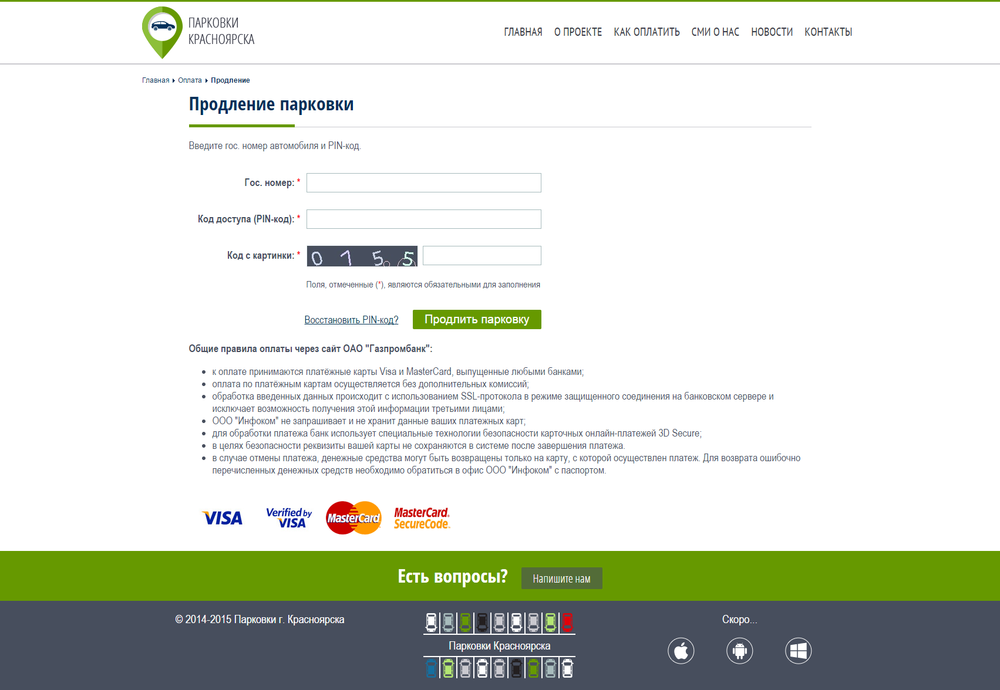 ПАРКОВКИ
КРАСНОЯРСКА
ГЛАВНАЯ О ПРОЕКТЕ КАК ОПЛАТИТЬ СМИ О НАС НОВОСТИ КОНТАКТЫ
Главная Оплата Продление
Продление парковки
Введите гос. номер автомобиля и PIN-код.
Гос. номер: *
Код доступа (PIN-код): *
Код с картинки: * 0 1 5 5
Поля, отмеченные (*), являются обязательными для заполнения
Восстановить PIN-код? Продлить парковку
Общие правила оплаты через сайт ОАО "Газпромбанк":
к оплате принимаются платёжные карты Visa и MasterCard, выпущенные любыми банками;
оплата по платёжным картам осуществляется без дополнительных комиссий;
обработка введенных данных происходит с использованием SSL-протокола в режиме защищенного соединения на банковском сервере и
исключает возможность получения этой информации третьими лицами;
ООО "Инфоком" не запрашивает и не хранит данные ваших платежных карт;
для обработки платежа банк использует специальные технологии безопасности карточных онлайн-платежей 3D Secure;
в целях безопасности реквизиты вашей карты не сохраняются в системе после завершения платежа.
в случае отмены платежа, денежные средства могут быть возвращены только на карту, с которой осуществлен платеж. Для возврата ошибочно
перечисленных денежных средств необходимо обратиться в офис ООО "Инфоком" с паспортом.
VISA
Verified by
VISA
MasterCard
MasterCard.
SecureCode.
Есть вопросы? Напишите нам
© 2014-2015 Парковки г. Красноярска
Парковки Красноярска
Скоро...